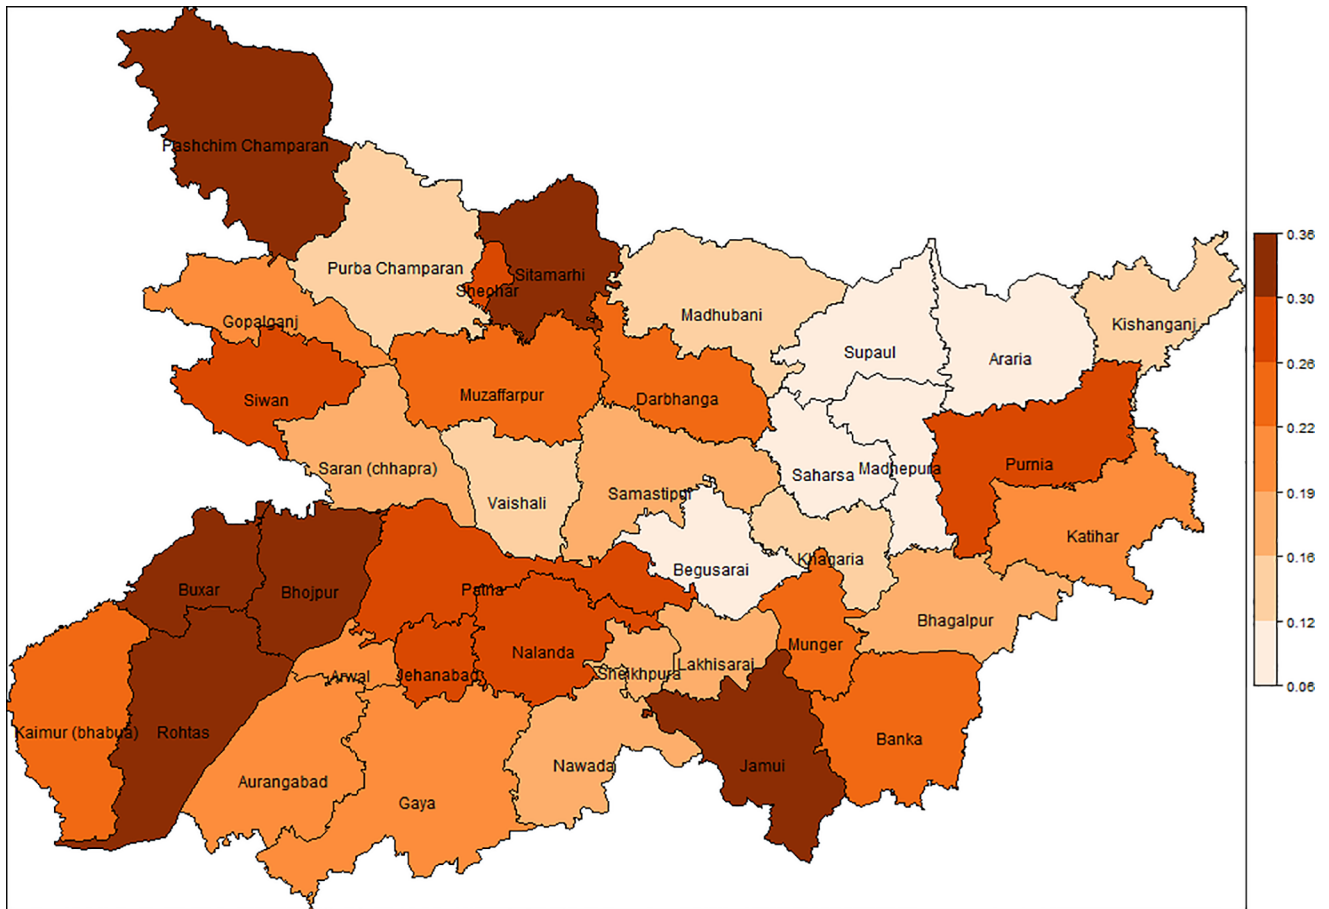 Pashchim Champaran
Purba Champaran
Sitamarhi
Sheohar
Gopalganj
Madhubani
Kishanganj
Supaul
Araria
Siwan
Muzaffarpur
Darbhanga
Saran (chhapra)
Vaishali
Samastipur
Saharsa
Madhepura
Purnia
Katihar
Khagaria
Begusarai
Buxar
Bhojpur
Patna
Bhagalpur
Munger
Nalanda
Arwal
Jehanabad
Sheikhpura
Lakhisarai
Kaimur (bhabua)
Rohtas
Banka
Aurangabad
Gaya
Nawada
Jamui
0.36
0.30
0.26
0.22
0.19
0.16
0.12
0.06